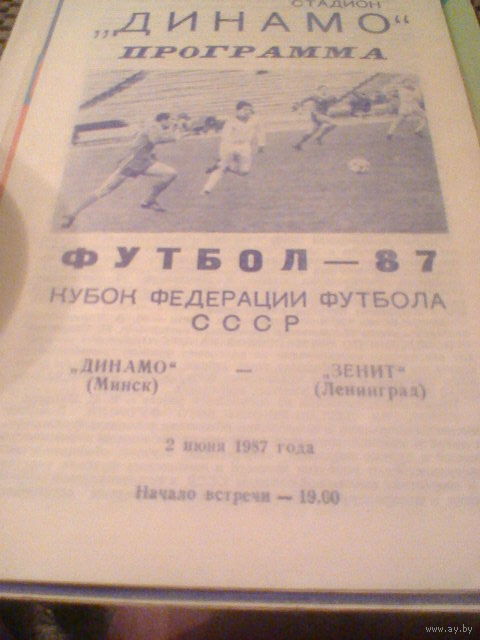 СТАДИОН
„ДИНАМО“
ПРОГРАММА
ФУТБОЛ — 87
КУБОК ФЕДЕРАЦИИ ФУТБОЛА
СССР
„ДИНАМО“ — „ЗЕНИТ“
(Минск) (Ленинград)
2 июня 1987 года
Начало встречи — 19.00
www.ay.by